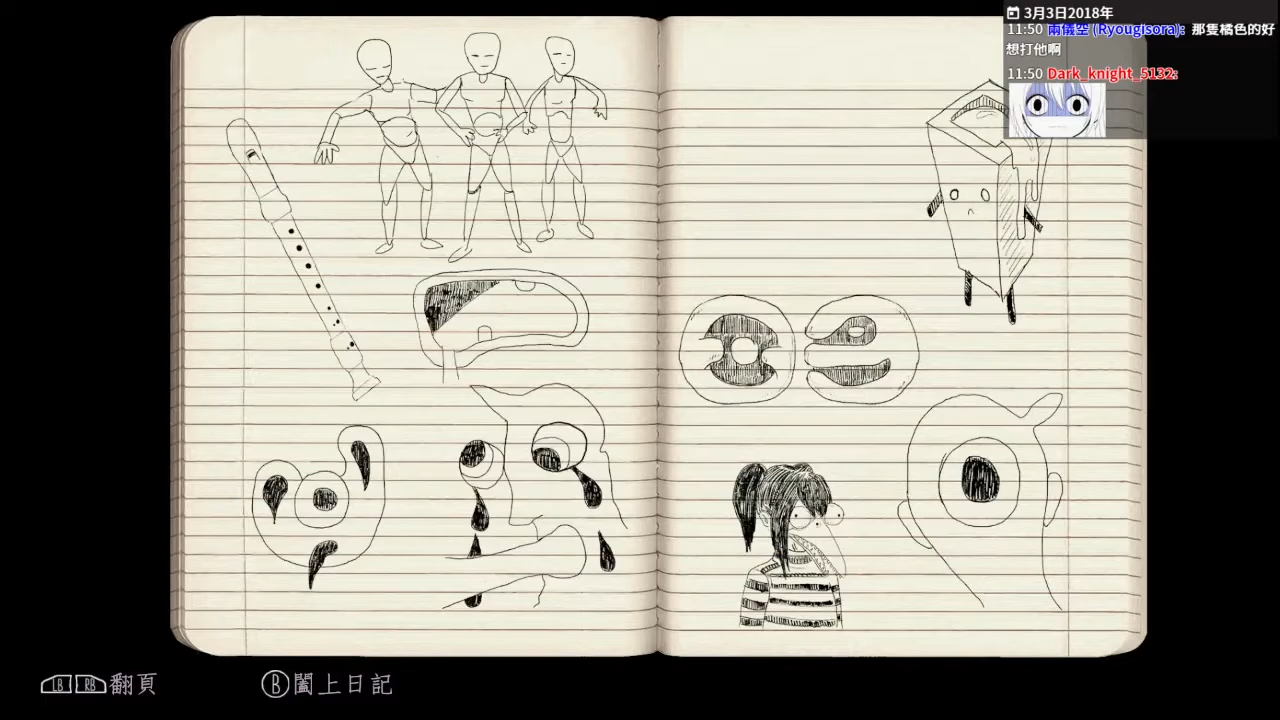 3月3日2018年
11:50 兩儀空 (Ryougisora): 那隻橘色的好
想打他啊
11:50 Dark_knight_5132:
LB RB 翻頁
B 闔上日記